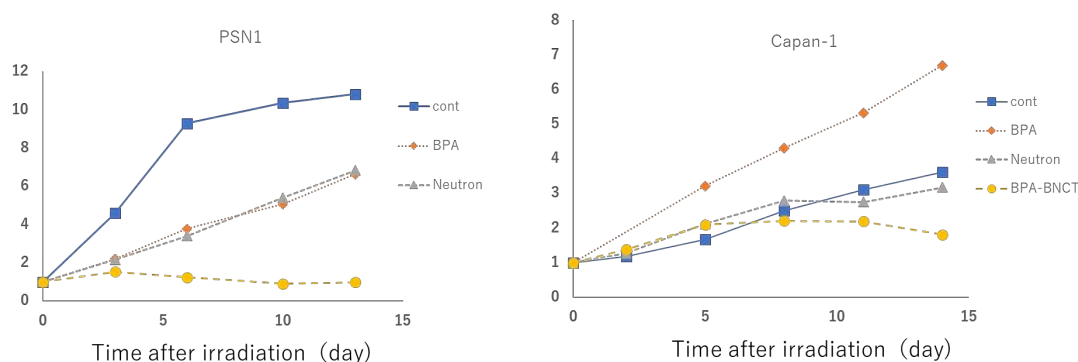 PSN1
12
10
8
6
4
2
0
0 5 10 15
cont
BPA
Neutron
Time after irradiation (day)
Capan-1
8
7
6
5
4
3
2
1
0
0 5 10 15
cont
BPA
Neutron
BPA-BNCT
Time after irradiation (day)